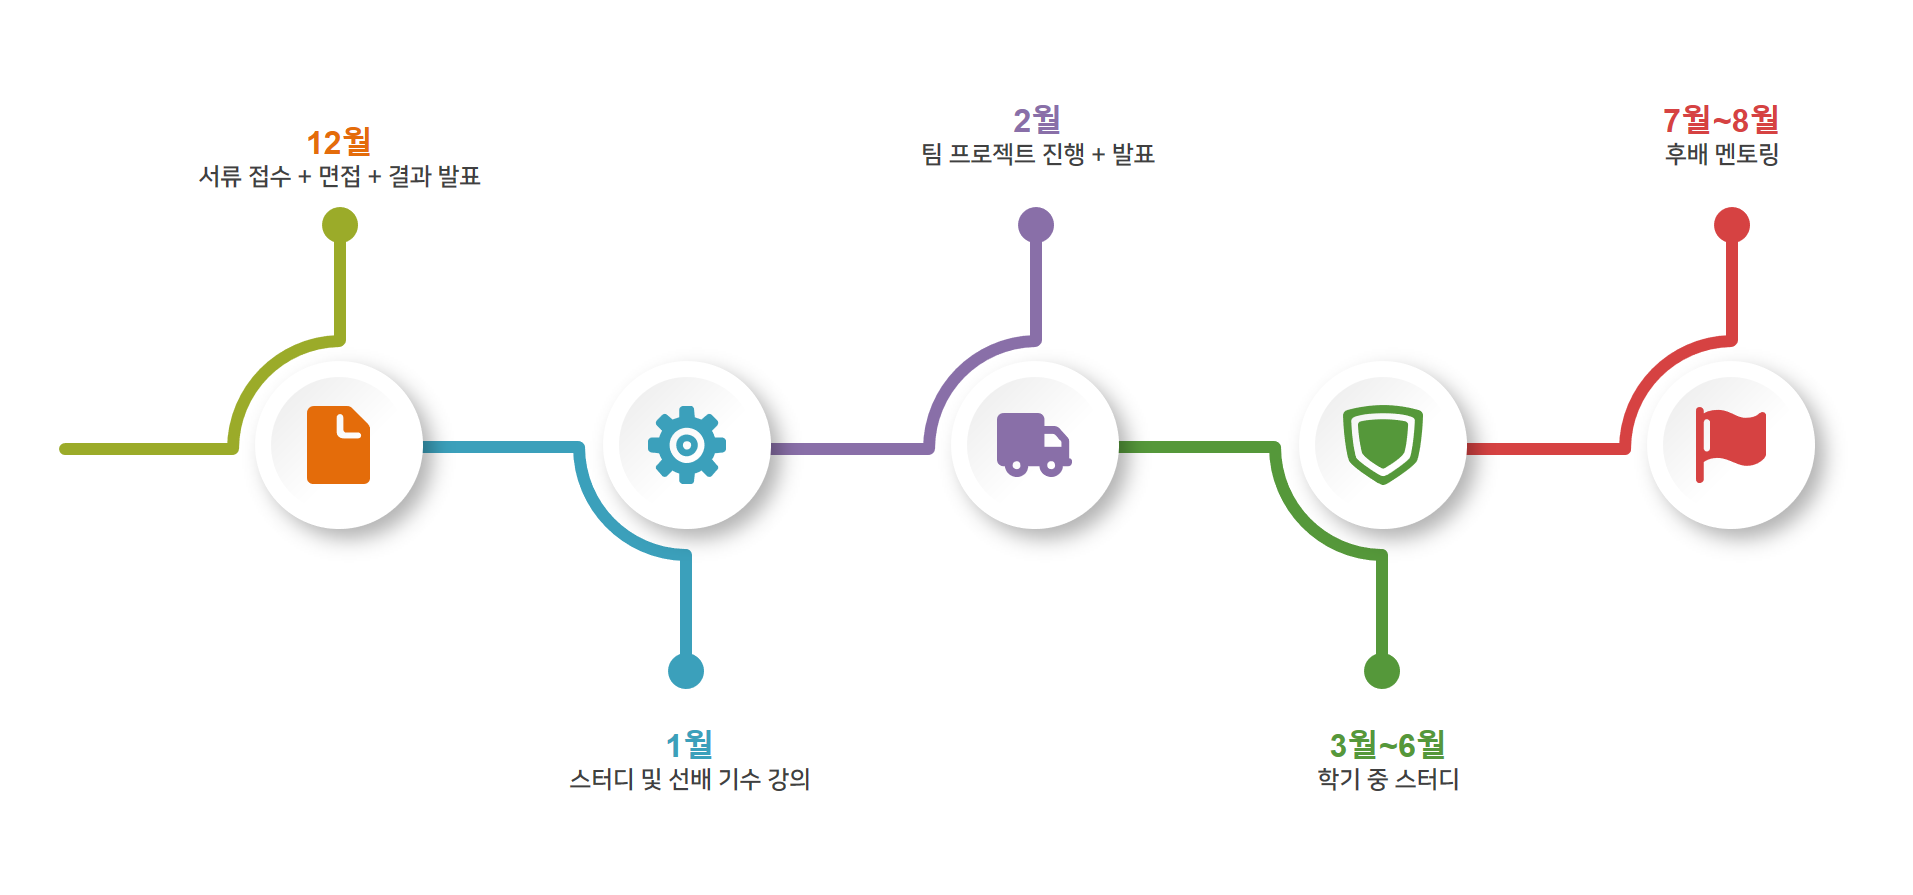 12월
서류 접수 + 면접 + 결과 발표
1월
스터디 및 선배 기수 강의
2월
팀 프로젝트 진행 + 발표
3월~6월
학기 중 스터디
7월~8월
후배 멘토링